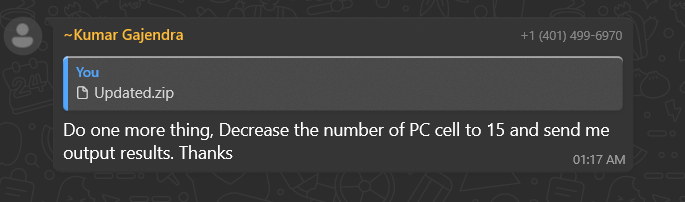 ~Kumar Gajendra +1 (401) 499-6970
You
Updated.zip
Do one more thing, Decrease the number of PC cell to 15 and send me
output results. Thanks
01:17 AM